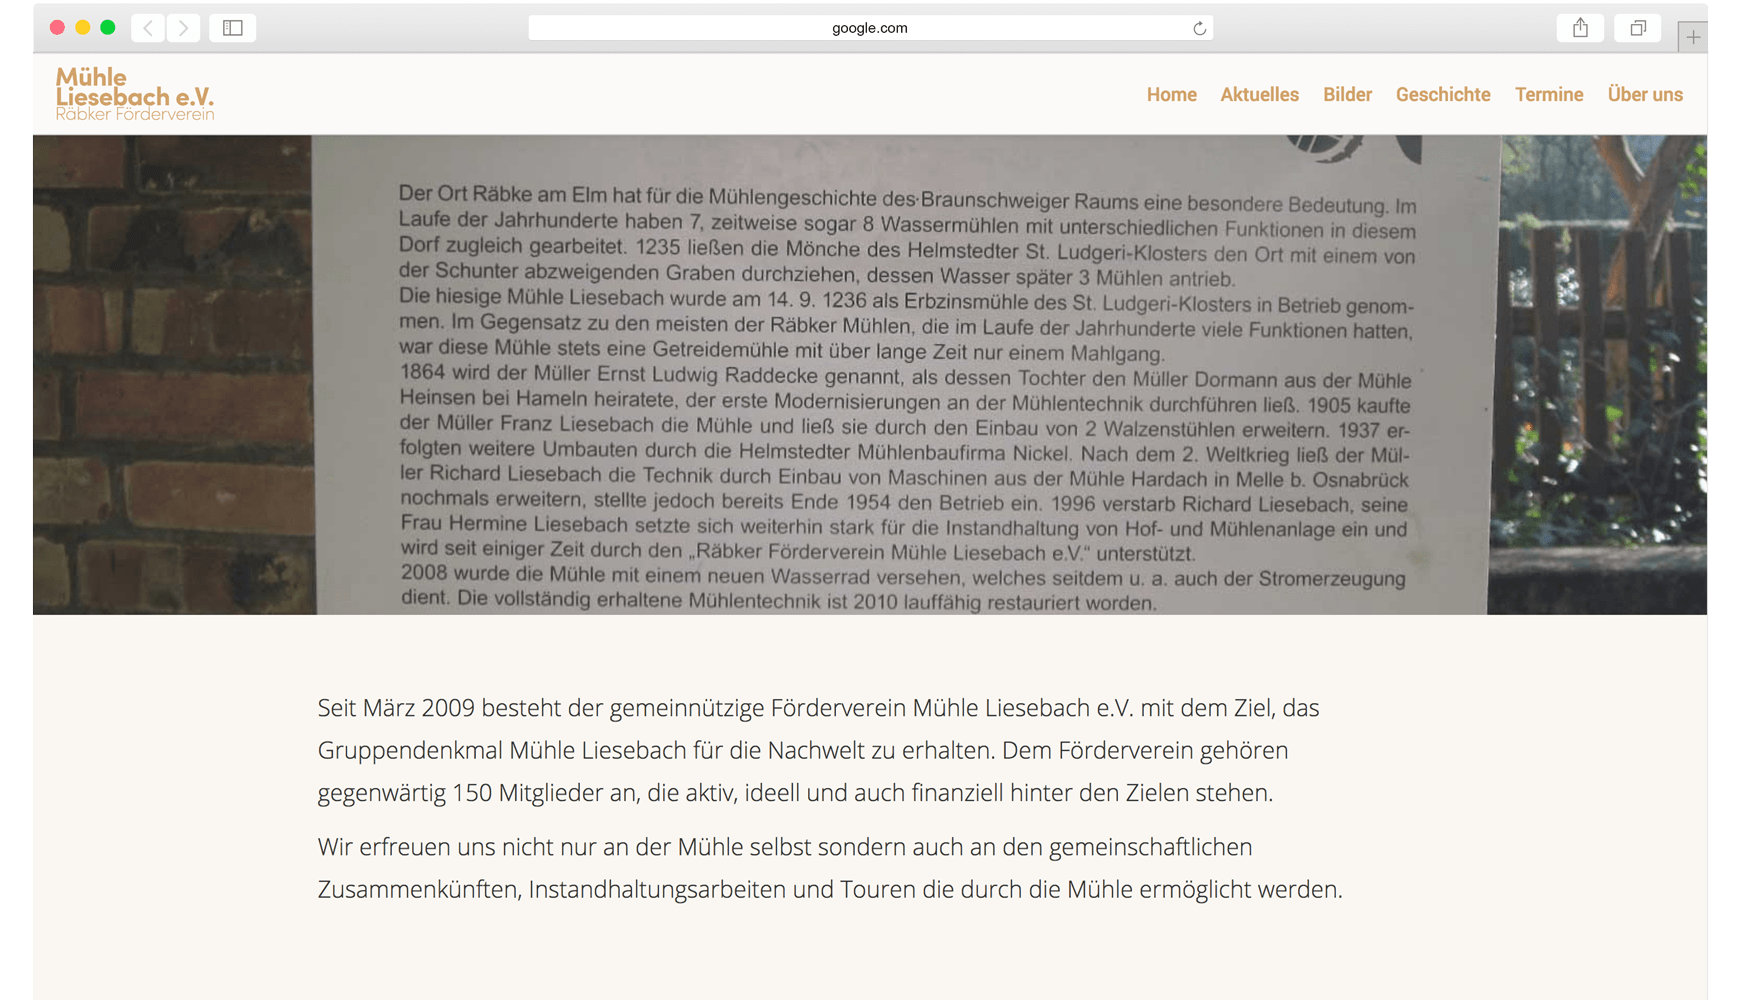 google.com
Mühle
Liesebach e.V.
Räbker Förderverein
Home Aktuelles Bilder Geschichte Termine Über uns
Der Ort Räbke am Elm hat für die Mühlengeschichte des Braunschweiger Raums eine besondere Bedeutung. Im
Laufe der Jahrhunderte haben 7, zeitweise sogar 8 Wassermühlen mit unterschiedlichen Funktionen in diesem
Dorf zugleich gearbeitet. 1235 ließen die Mönche des Helmstedter St. Ludgeri-Klosters den Ort mit einem von
der Schunter abzweigenden Graben durchziehen, dessen Wasser später 3 Mühlen antrieb.
Die hiesige Mühle Liesebach wurde am 14. 9. 1236 als Erbzinsmühle des St. Ludgeri-Klosters in Betrieb genom-
men. Im Gegensatz zu den meisten der Räbker Mühlen, die im Laufe der Jahrhunderte viele Funktionen hatten,
war diese Mühle stets eine Getreidemühle mit über lange Zeit nur einem Mahlgang.
1864 wird der Müller Ernst Ludwig Raddecke genannt, als dessen Tochter den Müller Dormann aus der Mühle
Heinsen bei Hameln heiratete, der erste Modernisierungen an der Mühlentechnik durchführen ließ. 1905 kaufte
der Müller Franz Liesebach die Mühle und ließ sie durch den Einbau von 2 Walzenstühlen erweitern. 1937 er-
folgten weitere Umbauten durch die Helmstedter Mühlenbaufirma Nickel. Nach dem 2. Weltkrieg ließ der Mül-
ler Richard Liesebach die Technik durch Einbau von Maschinen aus der Mühle Hardach in Melle b. Osnabrück
nochmals erweitern, stellte jedoch bereits Ende 1954 den Betrieb ein. 1996 verstarb Richard Liesebach, seine
Frau Hermine Liesebach setzte sich weiterhin stark für die Instandhaltung von Hof- und Mühlenanlage ein und
wird seit einiger Zeit durch den „Räbker Förderverein Mühle Liesebach e.V.“ unterstützt.
2008 wurde die Mühle mit einem neuen Wasserrad versehen, welches seitdem u. a. auch der Stromerzeugung
dient. Die vollständig erhaltene Mühlentechnik ist 2010 lauffähig restauriert worden.
Seit März 2009 besteht der gemeinnützige Förderverein Mühle Liesebach e.V. mit dem Ziel, das
Gruppendenkmal Mühle Liesebach für die Nachwelt zu erhalten. Dem Förderverein gehören
gegenwärtig 150 Mitglieder an, die aktiv, ideell und auch finanziell hinter den Zielen stehen.
Wir erfreuen uns nicht nur an der Mühle selbst sondern auch an den gemeinschaftlichen
Zusammenkünften, Instandhaltungsarbeiten und Touren die durch die Mühle ermöglicht werden.